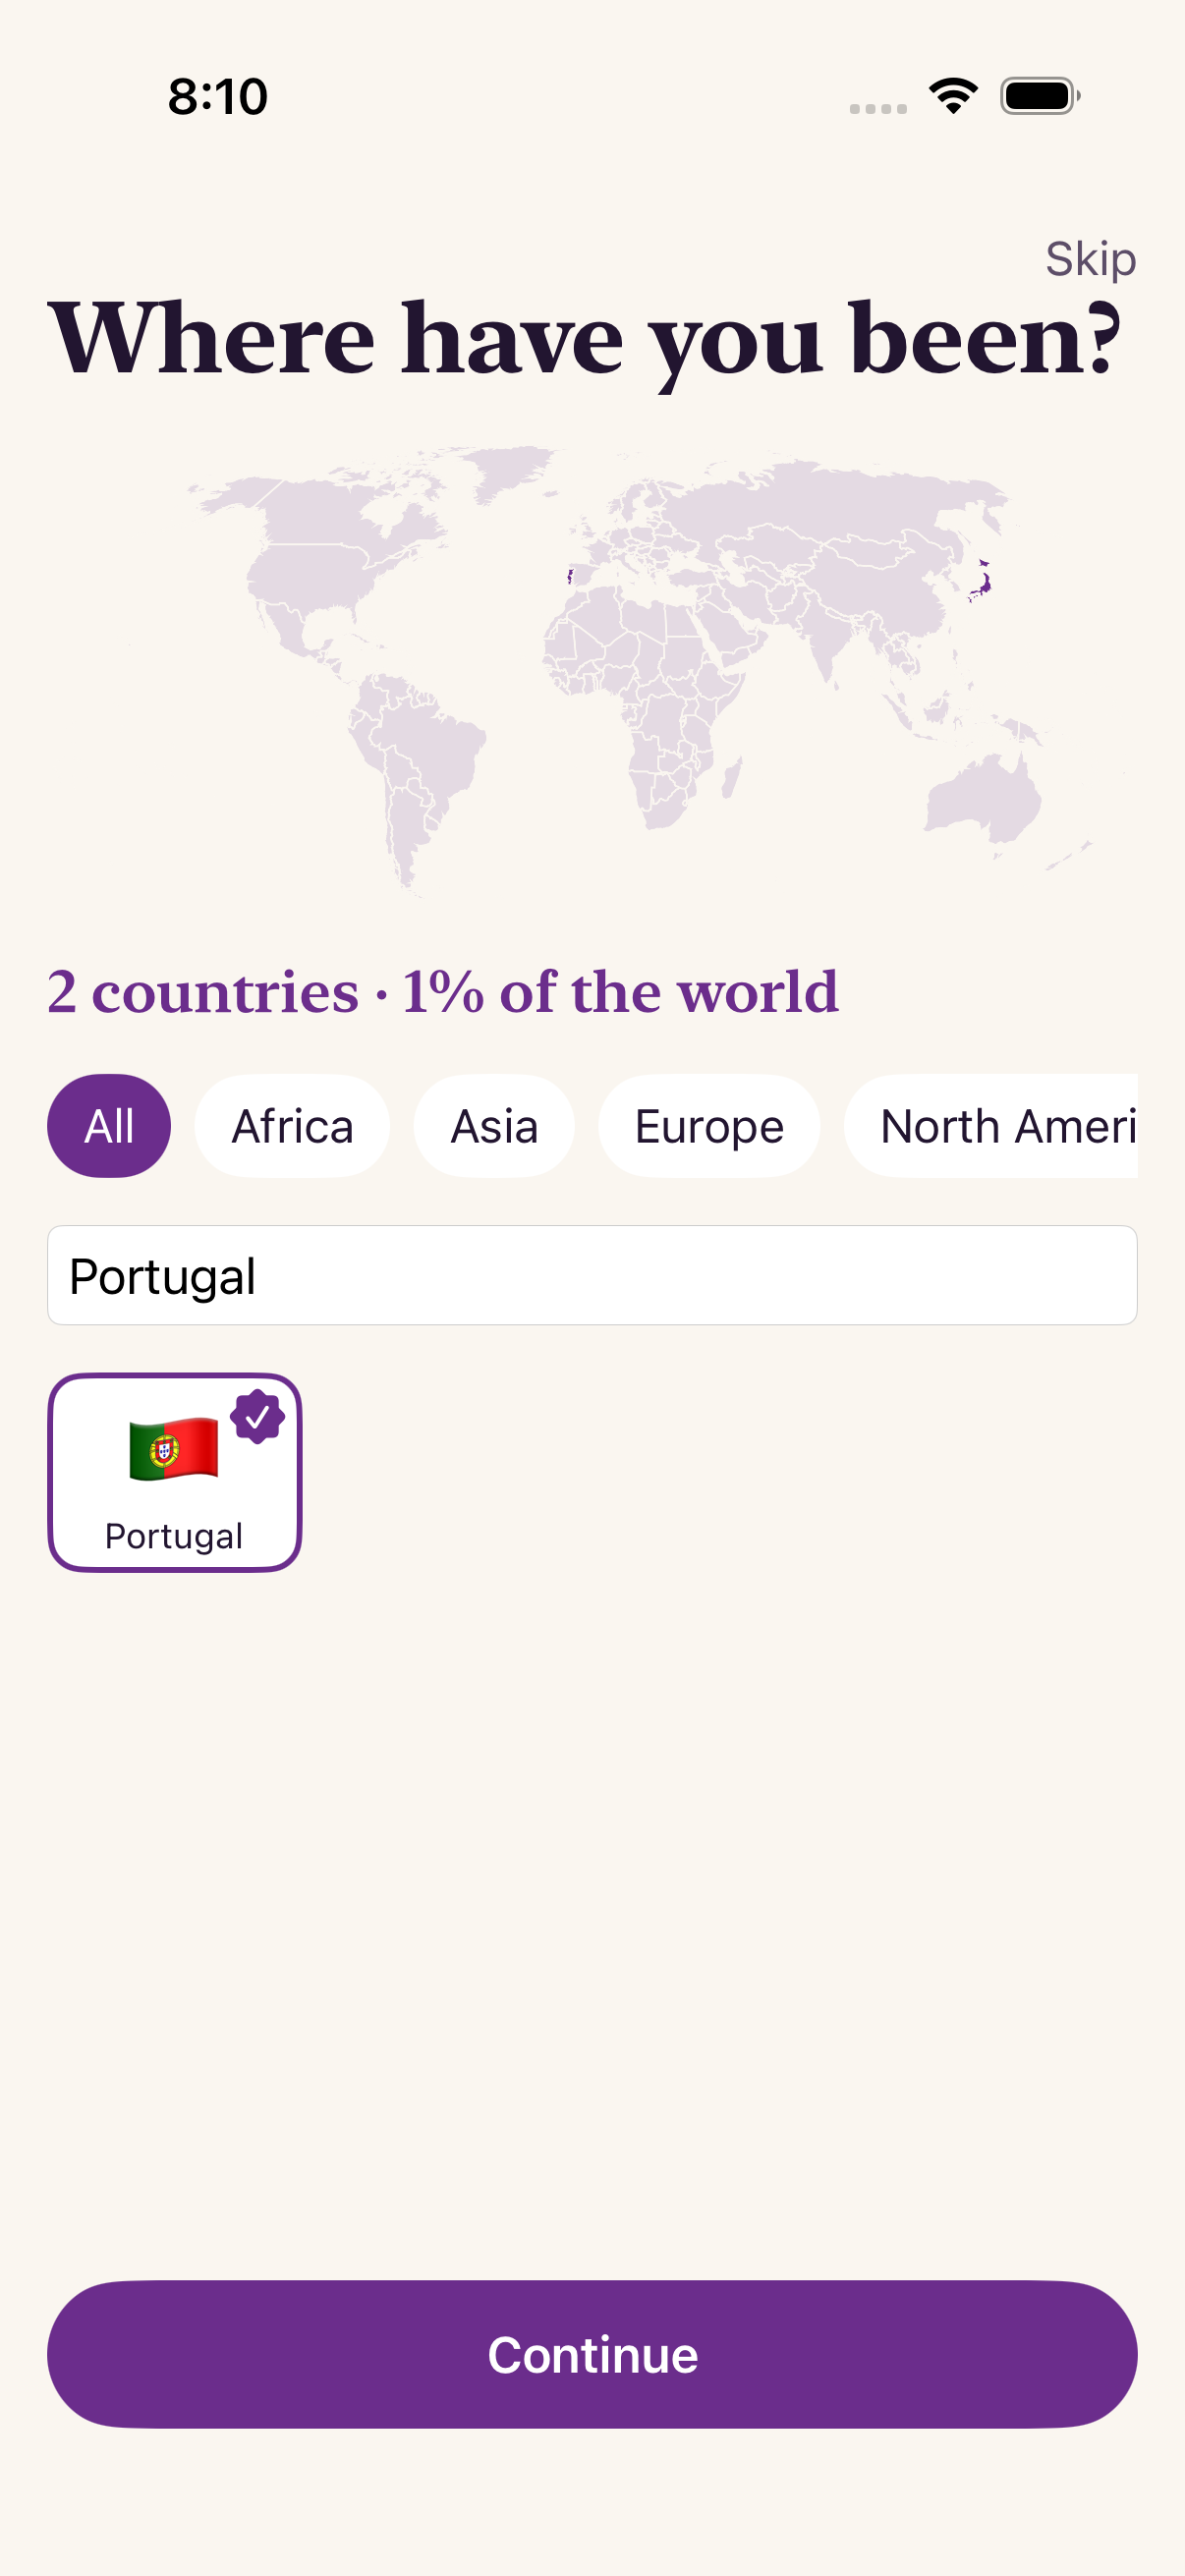 8:10
Skip
Where have you been?
2 countries · 1% of the world
All Africa Asia Europe North Ameri
Portugal
Portugal
Continue